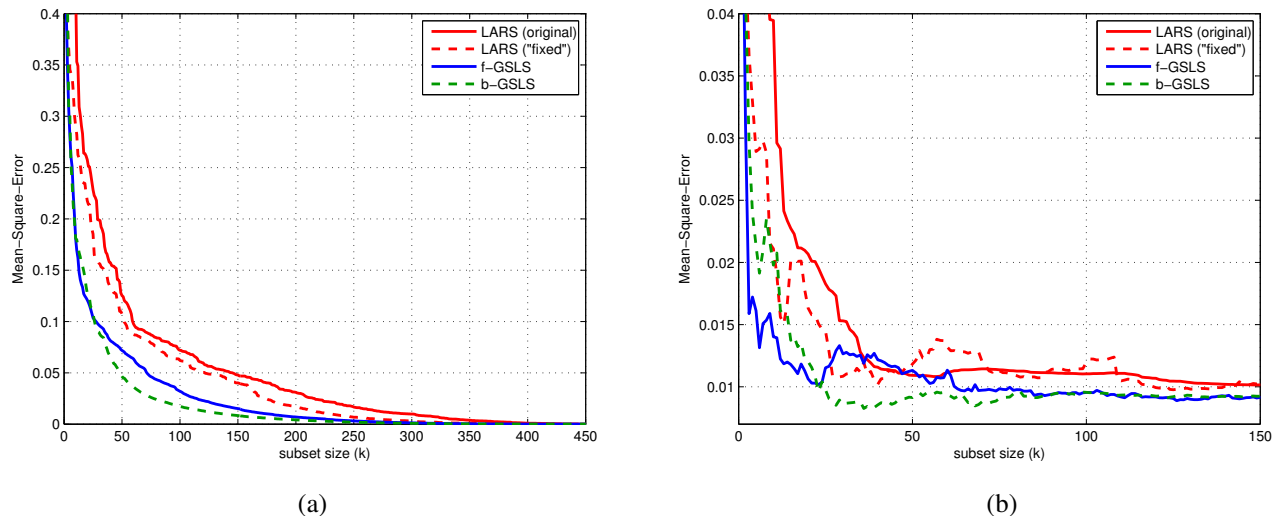 0.4
0.35
0.3
0.25
0.2
0.15
0.1
0.05
0
Mean-Square-Error
0 50 100 150 200 250 300 350 400 450
subset size (k)
LARS (original)
LARS ("fixed")
f-GSLS
b-GSLS
(a)
0.04
0.035
0.03
0.025
0.02
0.015
0.01
Mean-Square-Error
0 50 100 150
subset size (k)
LARS (original)
LARS ("fixed")
f-GSLS
b-GSLS
(b)